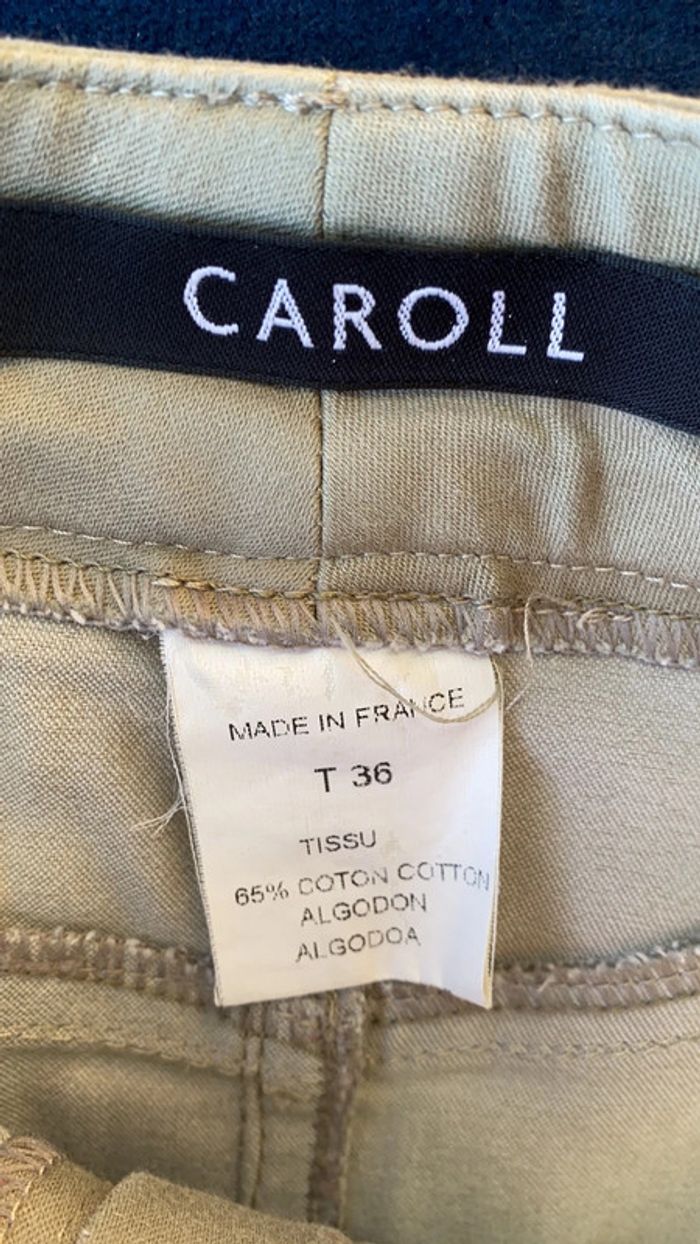 CAROLL
MADE IN FRANCE
T 36
TISSU
65% COTON COTTON
ALGODON
ALGODOA